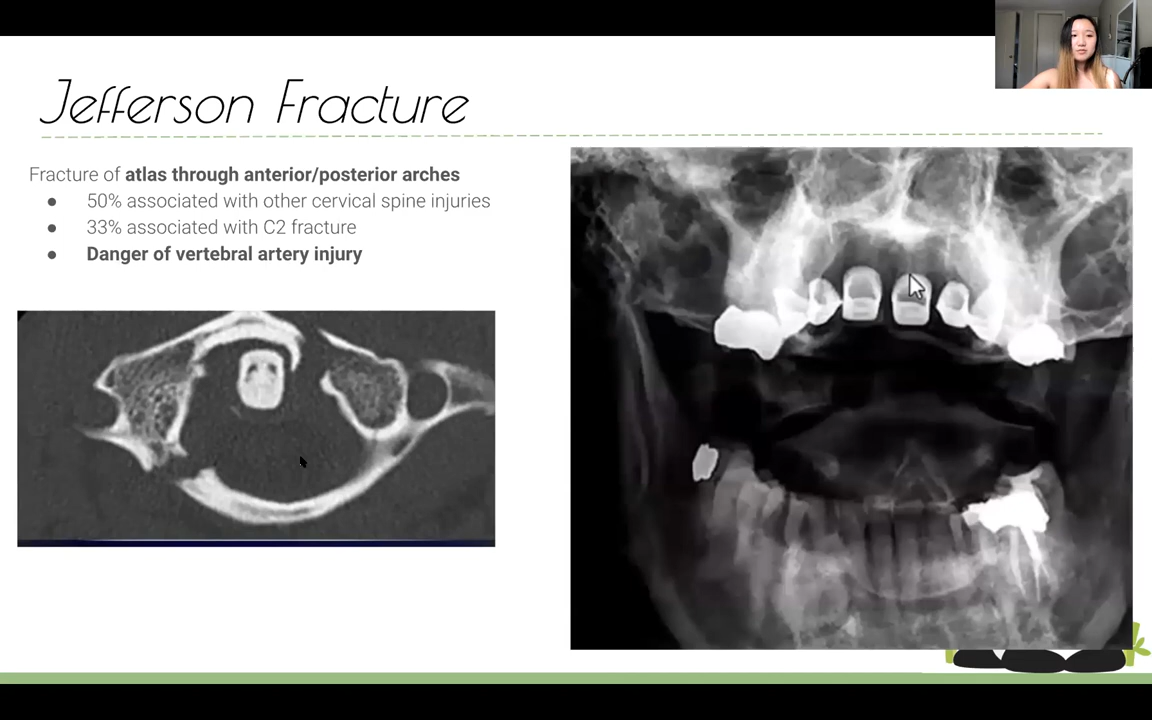 Jefferson Fracture
Fracture of atlas through anterior/posterior arches
● 50% associated with other cervical spine injuries
● 33% associated with C2 fracture
● Danger of vertebral artery injury